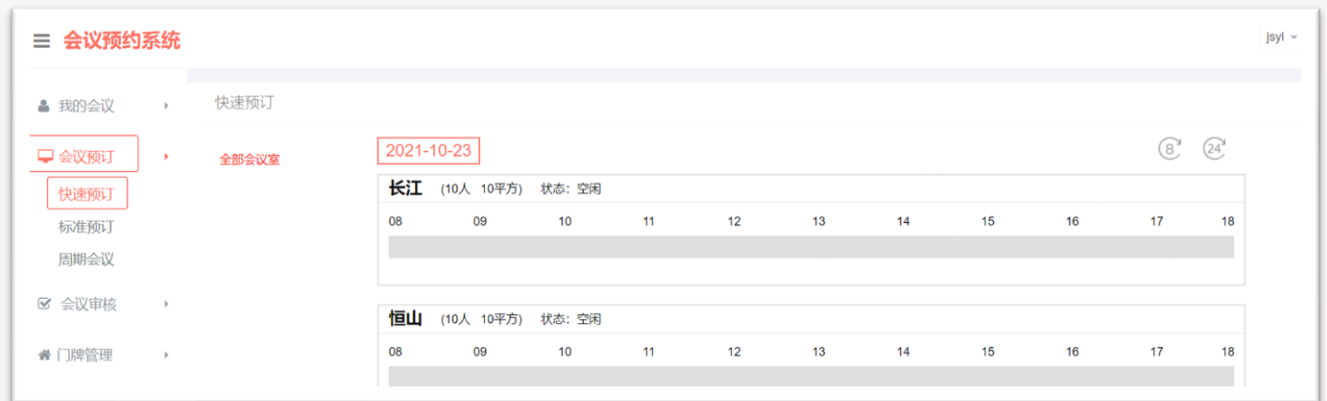 会议预约系统
jsyl
我的会议
快速预订
会议预订
全部会议室
2021-10-23
8
24
快速预订
标准预订
周期会议
会议审核
门牌管理
长江 (10人 10平方) 状态：空闲
08 09 10 11 12 13 14 15 16 17 18
恒山 (10人 10平方) 状态：空闲
08 09 10 11 12 13 14 15 16 17 18